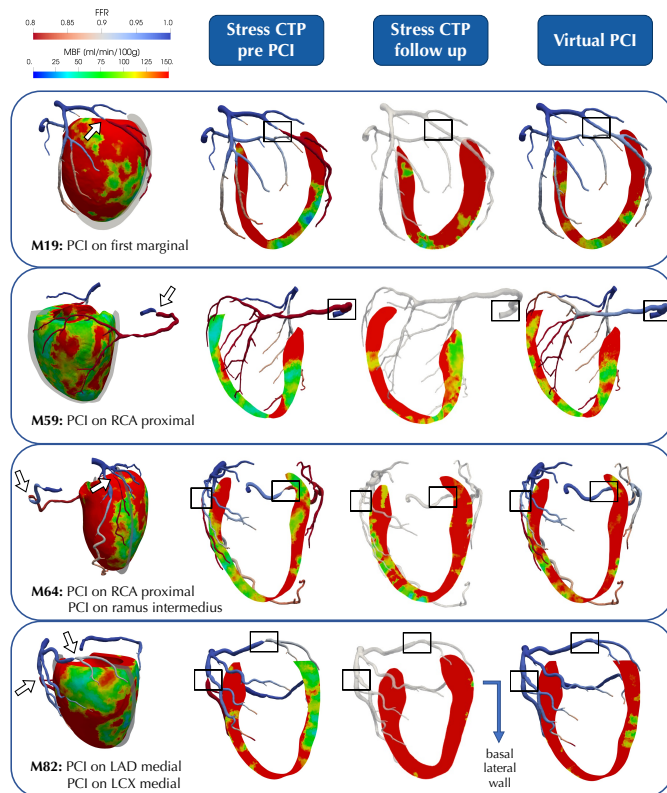 FFR
0.8 0.85 0.9 0.95 1.0
MBF (ml/min/100g)
0. 50. 75. 100. 125. 150.
Stress CTP
pre PCI
Stress CTP
follow up
Virtual PCI
M19: PCI on first marginal
M59: PCI on RCA proximal
M64: PCI on RCA proximal
PCI on ramus intermedius
basal
lateral
wall
M82: PCI on LAD medial
PCI on LCX medial